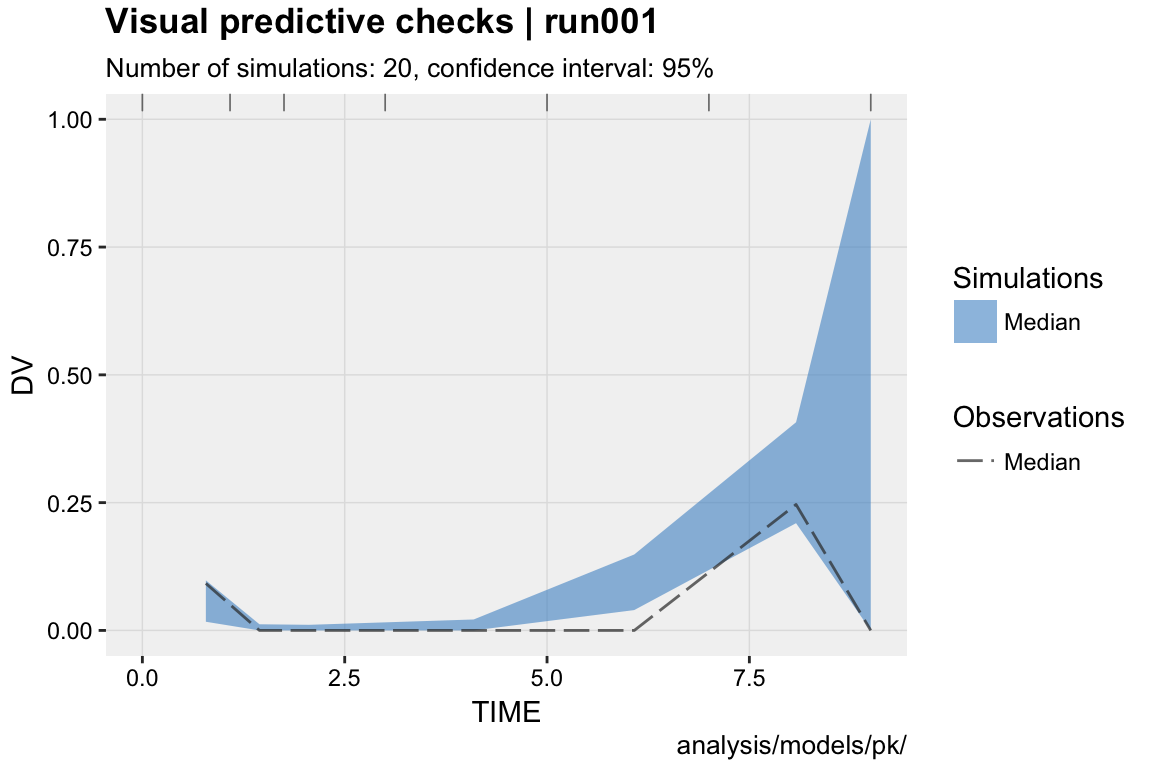 Visual predictive checks | run001
Number of simulations: 20, confidence interval: 95%
1.00
0.75
0.50
0.25
0.00
DV
0.0
2.5
5.0
7.5
TIME
analysis/models/pk/
Simulations
Median
Observations
Median